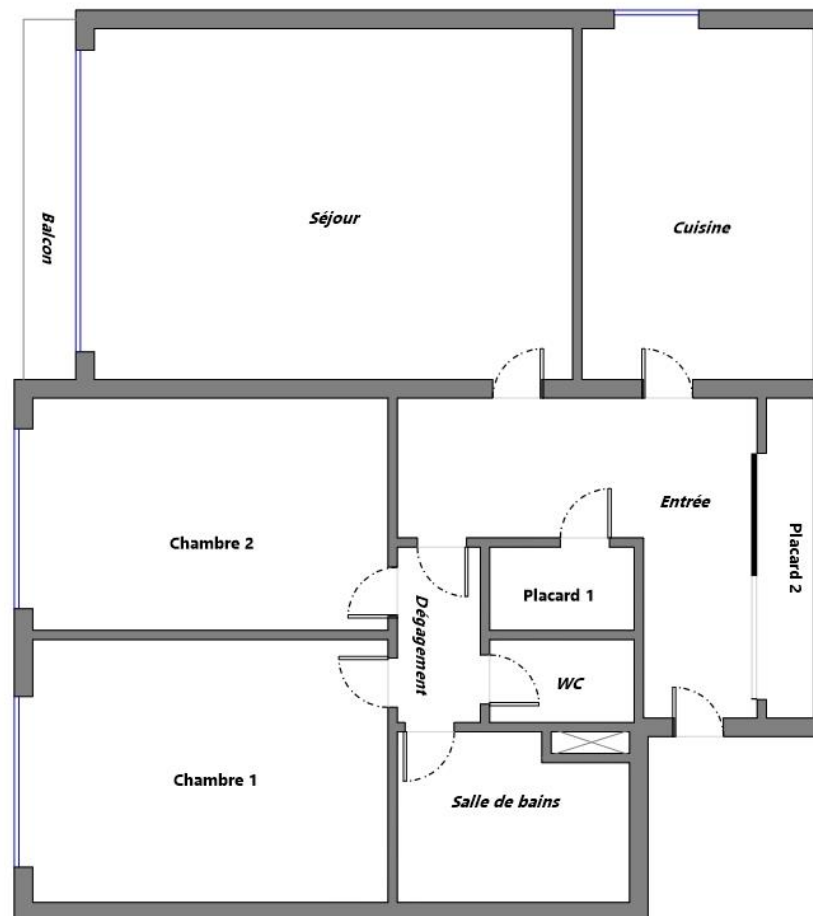 Balcon
Séjour
Cuisine
Entrée
Placard 2
Chambre 2
Placard 1
Dégagement
WC
Chambre 1
Salle de bains